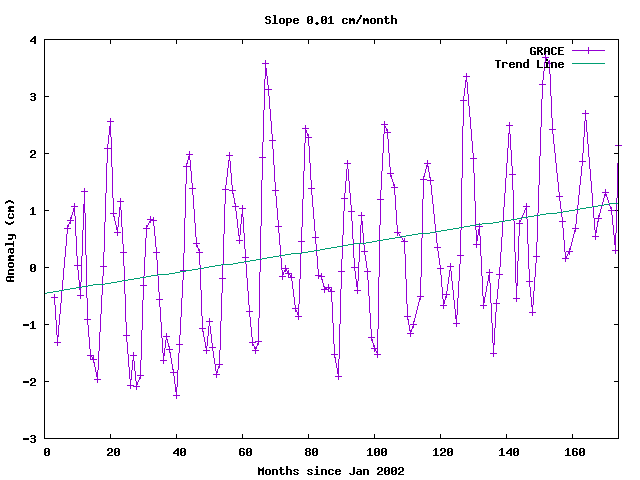 Slope 0.01 cm/month
GRACE
Trend Line
4
3
2
1
0
-1
-2
-3
Anomaly (cm)
0 20 40 60 80 100 120 140 160
Months since Jan 2002